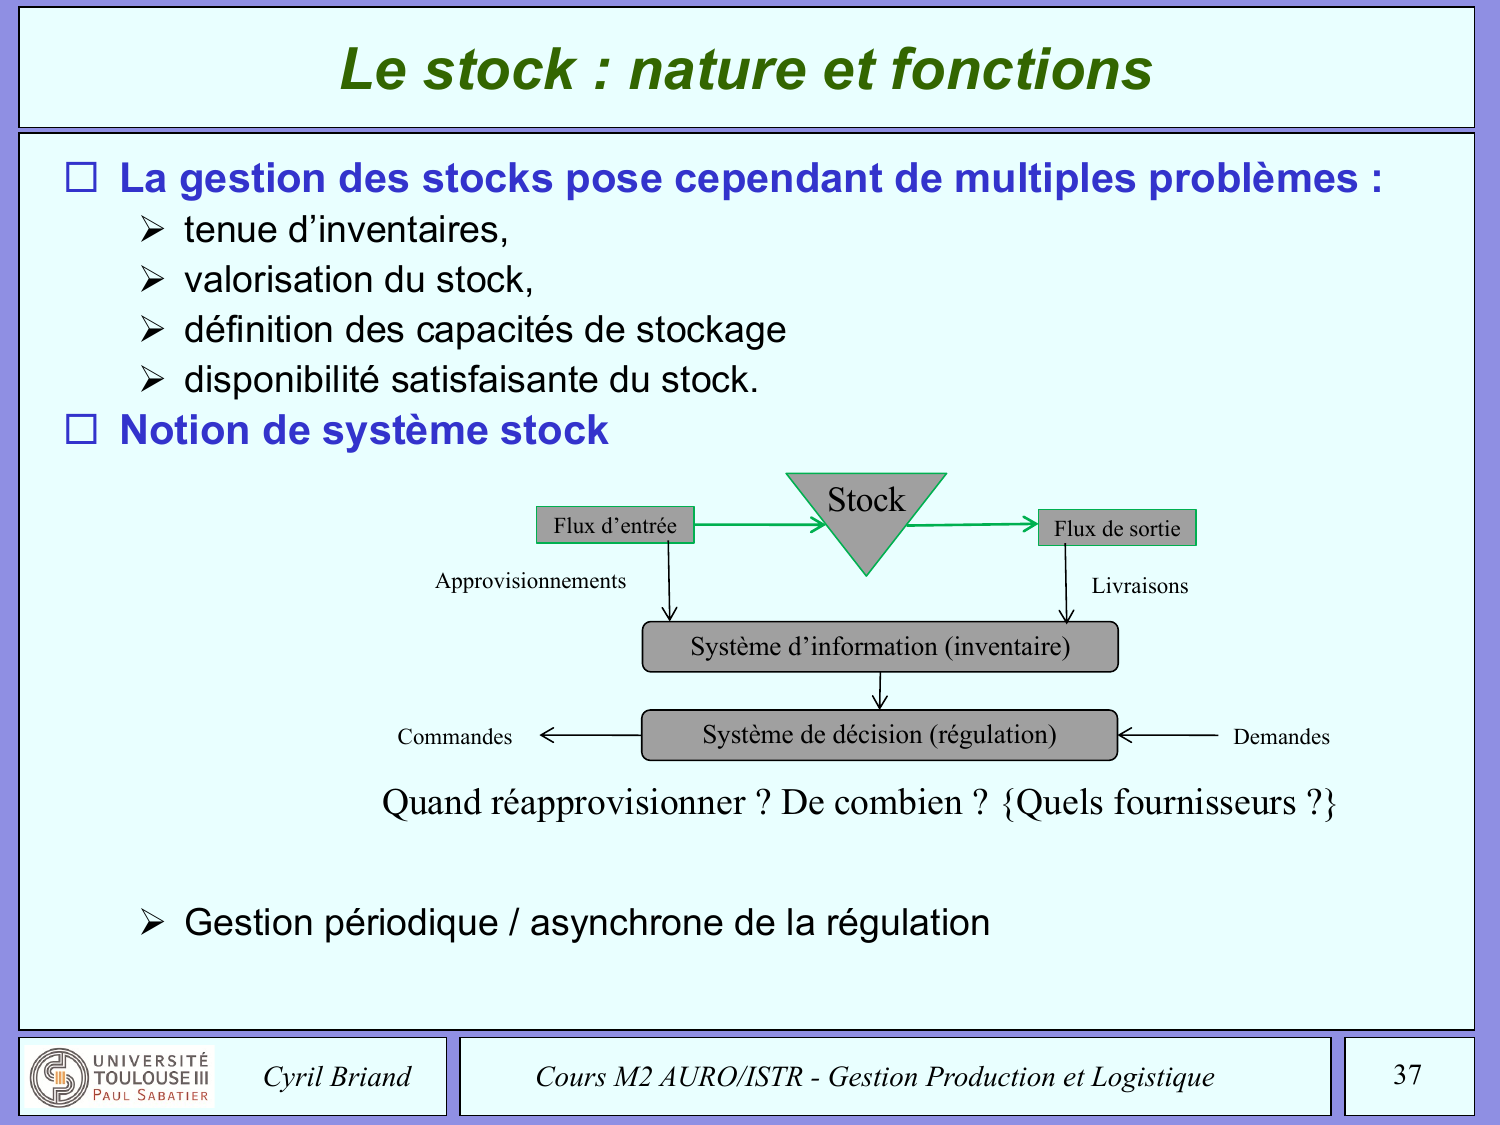 Le stock : nature et fonctions
La gestion des stocks pose cependant de multiples problèmes :
tenue d’inventaires,
valorisation du stock,
définition des capacités de stockage
disponibilité satisfaisante du stock.
Notion de système stock
Stock
Flux d’entrée
Flux de sortie
Approvisionnements
Livraisons
Système d’information (inventaire)
Système de décision (régulation)
Commandes
Demandes
Quand réapprovisionner ? De combien ? {Quels fournisseurs ?}
Gestion périodique / asynchrone de la régulation
UNIVERSITÉ
TOULOUSE III
PAUL SABATIER
Cyril Briand
Cours M2 AURO/ISTR - Gestion Production et Logistique
37